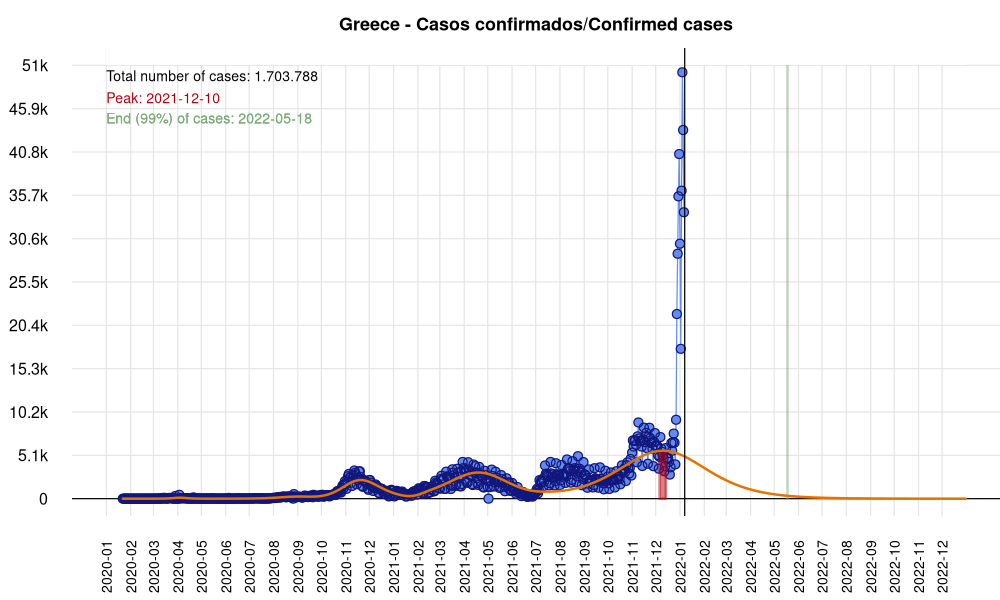 Greece - Casos confirmados/Confirmed cases
51k
Total number of cases: 1.703.788
Peak: 2021-12-10
End (99%) of cases: 2022-05-18
45.9k
40.8k
35.7k
30.6k
25.5k
20.4k
15.3k
10.2k
5.1k
0
2020-01
2020-02
2020-03
2020-04
2020-05
2020-06
2020-07
2020-08
2020-09
2020-10
2020-11
2020-12
2021-01
2021-02
2021-03
2021-04
2021-05
2021-06
2021-07
2021-08
2021-09
2021-10
2021-11
2021-12
2022-01
2022-02
2022-03
2022-04
2022-05
2022-06
2022-07
2022-08
2022-09
2022-10
2022-11
2022-12